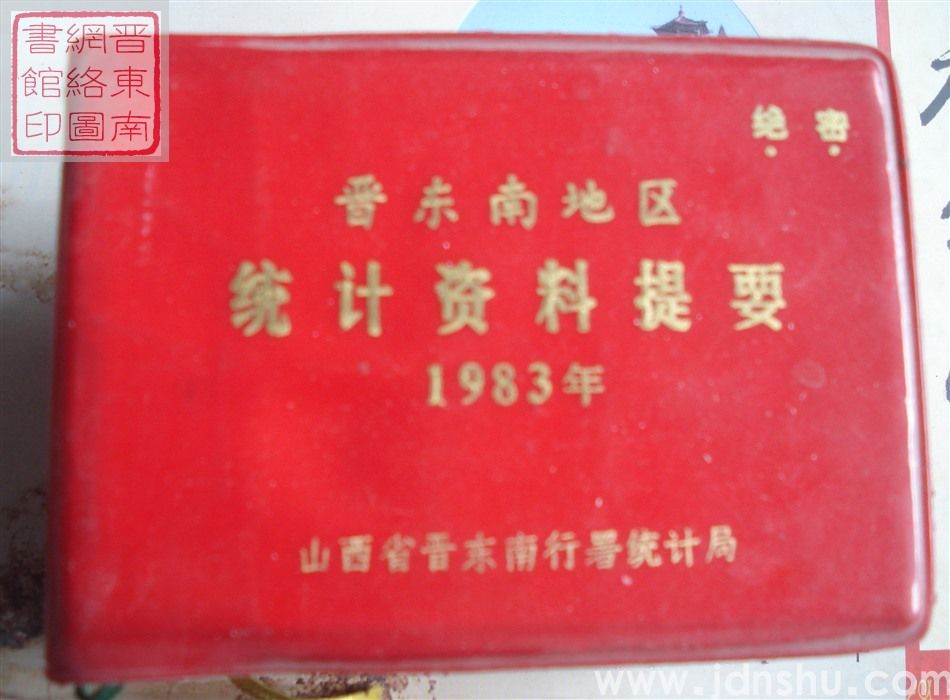 晋東南
網絡圖
書館印
绝密
晋东南地区
统计资料提要
1983年
山西省晋东南行署统计局
www.jdnshu.com